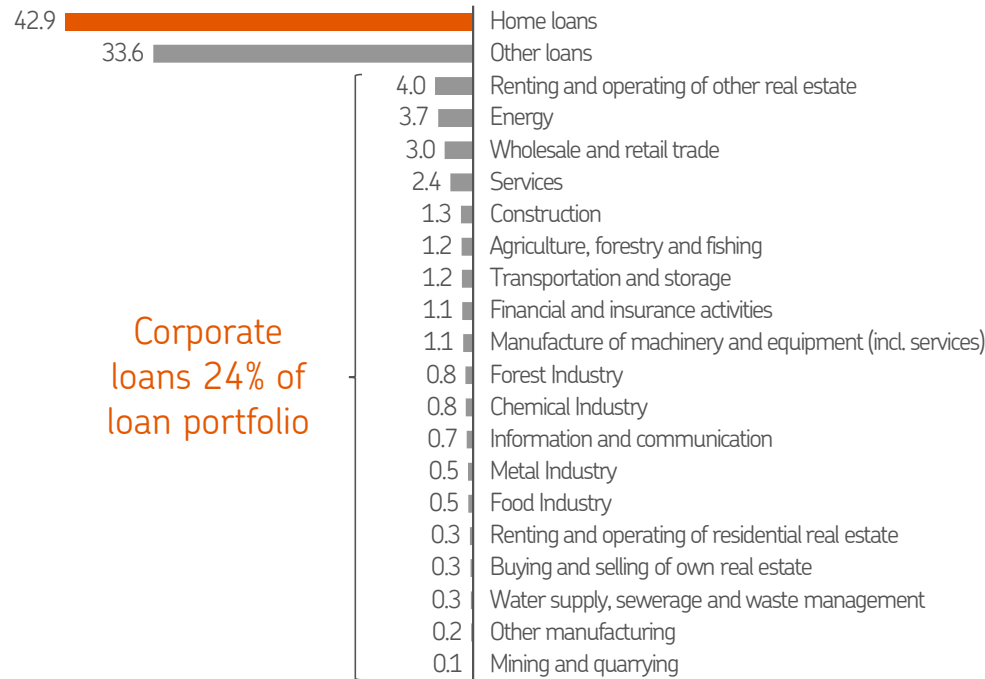 42.9 Home loans
33.6 Other loans
4.0 Renting and operating of other real estate
3.7 Energy
3.0 Wholesale and retail trade
2.4 Services
1.3 Construction
1.2 Agriculture, forestry and fishing
1.2 Transportation and storage
1.1 Financial and insurance activities
1.1 Manufacture of machinery and equipment (incl. services)
0.8 Forest Industry
0.8 Chemical Industry
0.7 Information and communication
0.5 Metal Industry
0.5 Food Industry
0.3 Renting and operating of residential real estate
0.3 Buying and selling of own real estate
0.3 Water supply, sewerage and waste management
0.2 Other manufacturing
0.1 Mining and quarrying
Corporate
loans 24% of
loan portfolio